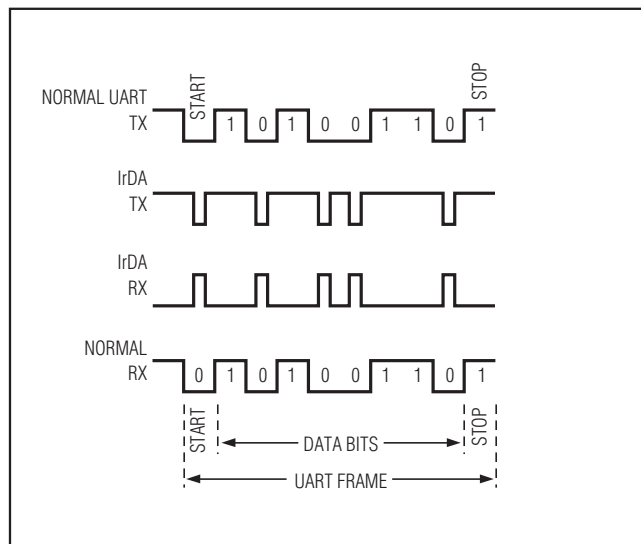 NORMAL UART
TX
START
1 0 1 0 0 1 1 0 1
STOP
IrDA
TX
IrDA
RX
NORMAL
RX
0 1 0 1 0 0 1 1 0 1
START
DATA BITS
STOP
UART FRAME